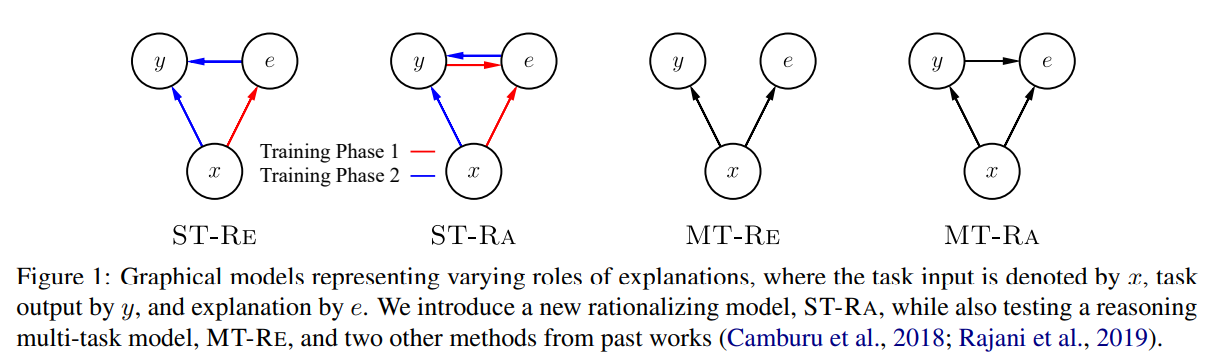 y e y e y e y e
Training Phase 1
Training Phase 2
x x x x
ST-RE ST-RA MT-RE MT-RA
Figure 1: Graphical models representing varying roles of explanations, where the task input is denoted by x, task
output by y, and explanation by e. We introduce a new rationalizing model, ST-RA, while also testing a reasoning
multi-task model, MT-RE, and two other methods from past works (Camburu et al., 2018; Rajani et al., 2019).